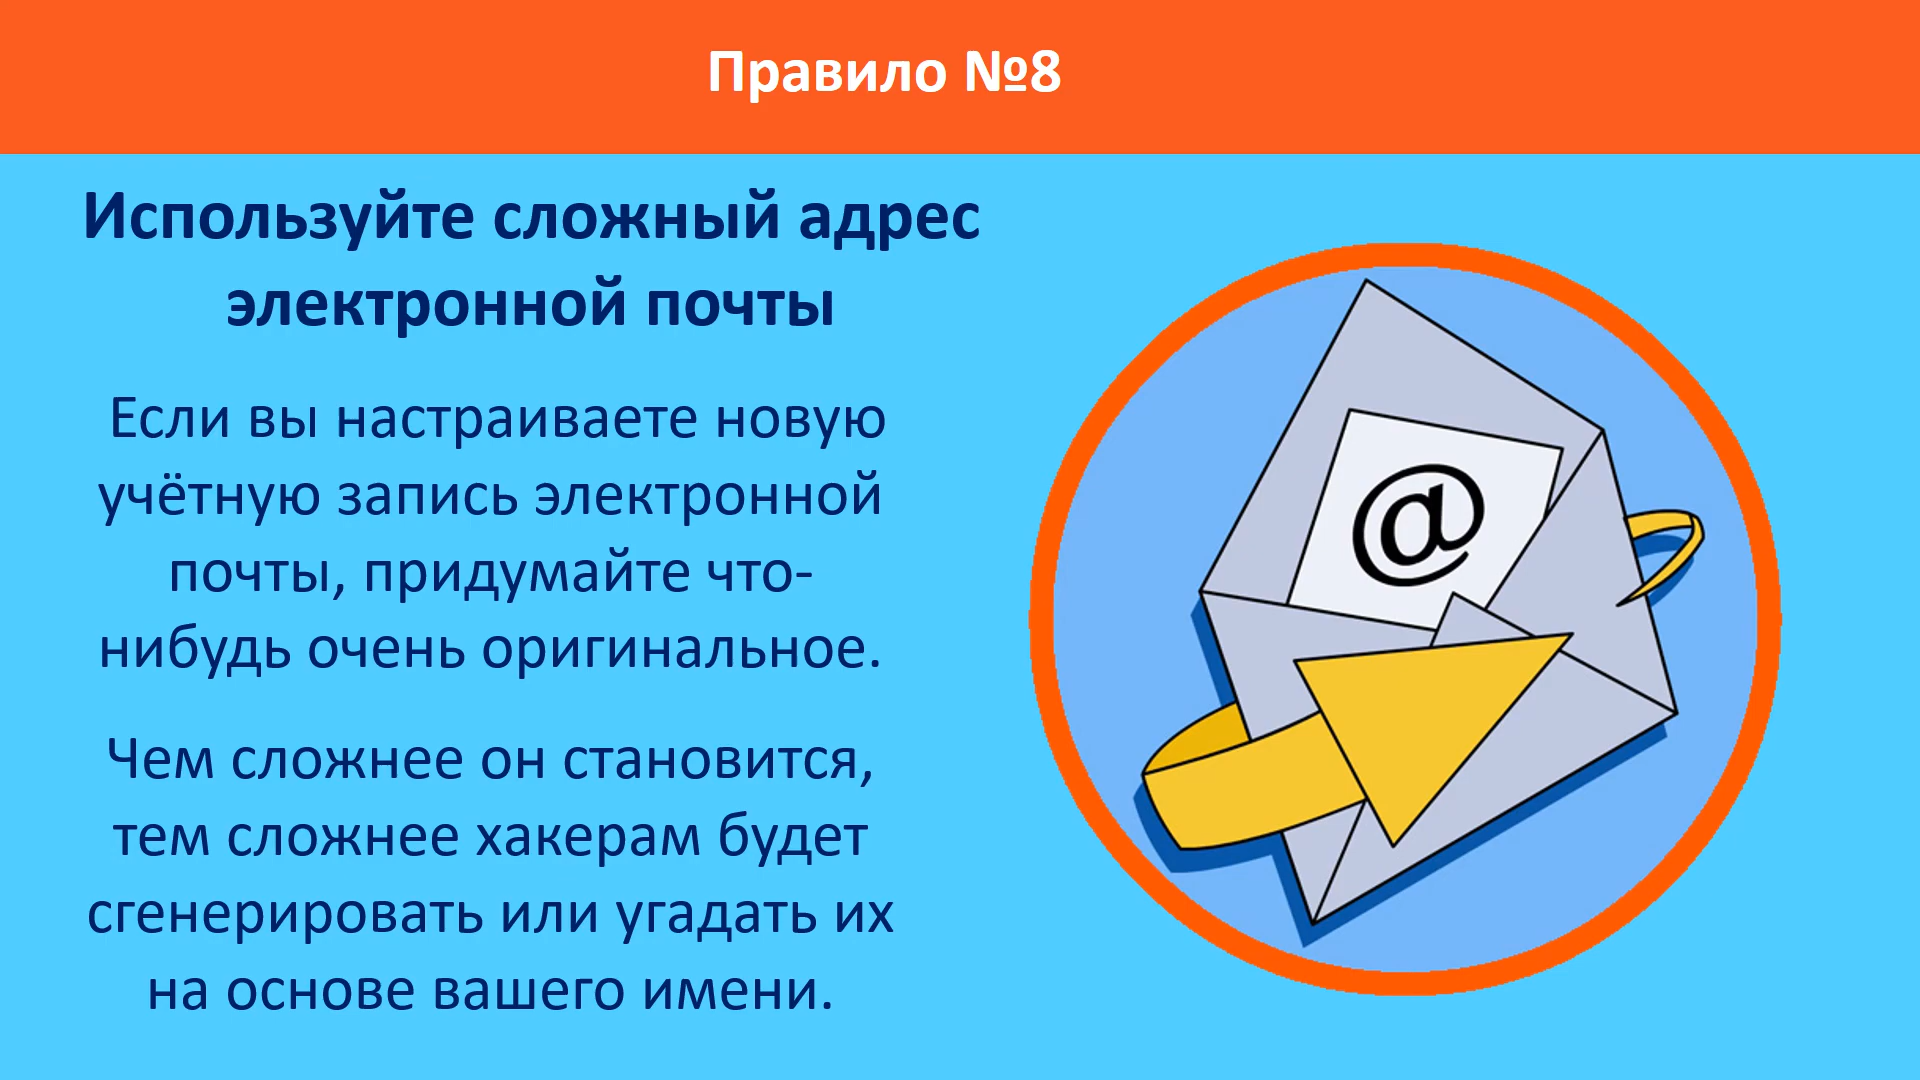 Правило №8
Используйте сложный адрес
электронной почты
Если вы настраиваете новую
учётную запись электронной
почты, придумайте что-
нибудь очень оригинальное.
Чем сложнее он становится,
тем сложнее хакерам будет
сгенерировать или угадать их
на основе вашего имени.
@